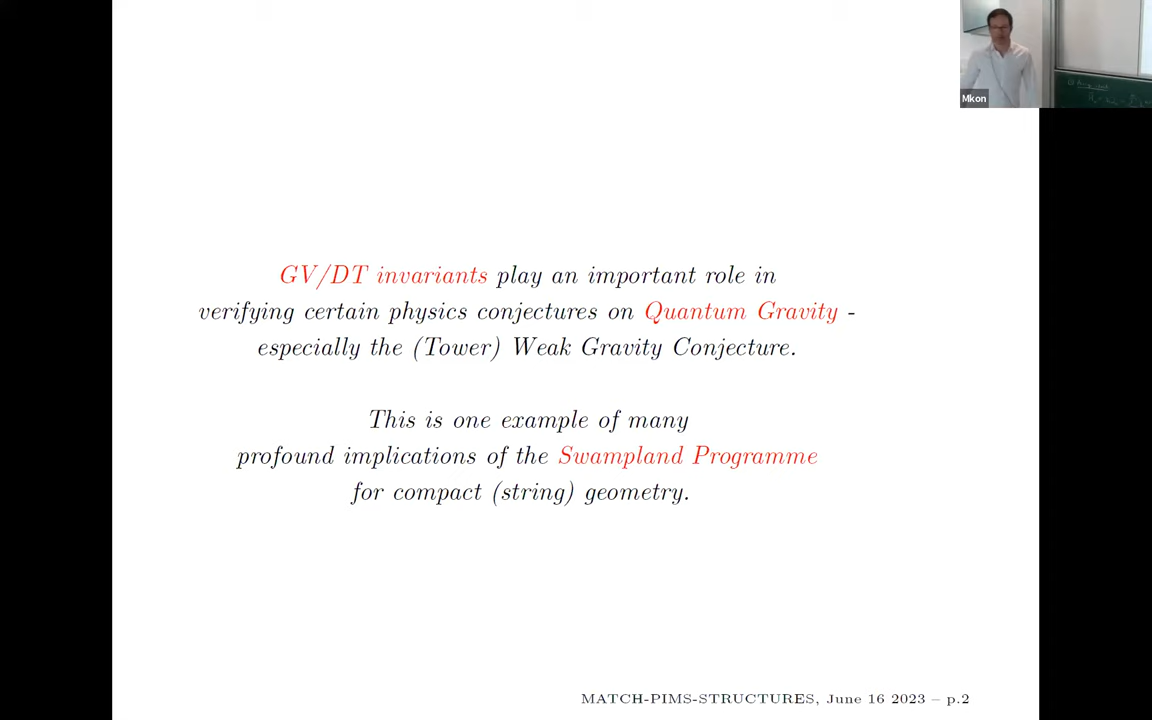 Mkon
GV/DT invariants play an important role in
verifying certain physics conjectures on Quantum Gravity -
especially the (Tower) Weak Gravity Conjecture.
This is one example of many
profound implications of the Swampland Programme
for compact (string) geometry.
MATCH-PIMS-STRUCTURES, June 16 2023 – p.2